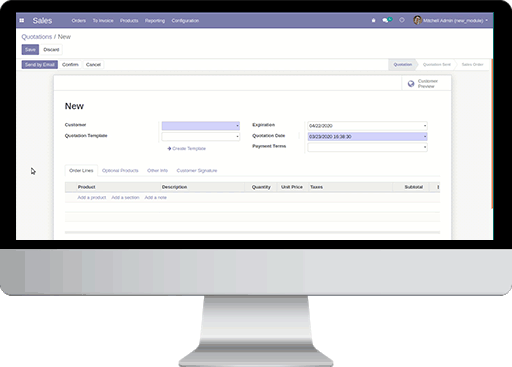 Sales Orders To Invoice Products Reporting Configuration Mitchell Admin (new_module)
Quotations / New
Save Discard
Send by Email Confirm Cancel Quotation Quotation Sent Sales Order
Customer
Preview
New
Customer Expiration 04/22/2020
Quotation Template Quotation Date 03/23/2020 16:36:30
Create Template Payment Terms
Order Lines Optional Products Other Info Customer Signature
Product Description Quantity Unit Price Taxes Subtotal
Add a product Add a section Add a note